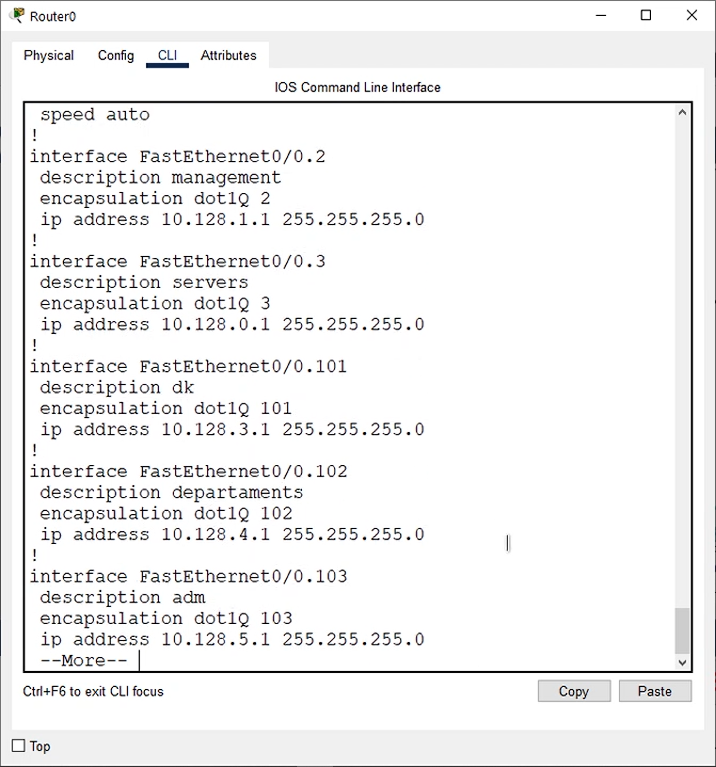 Router0
Physical Config CLI Attributes
IOS Command Line Interface
speed auto
!
interface FastEthernet0/0.2
description management
encapsulation dot1Q 2
ip address 10.128.1.1 255.255.255.0
!
interface FastEthernet0/0.3
description servers
encapsulation dot1Q 3
ip address 10.128.0.1 255.255.255.0
!
interface FastEthernet0/0.101
description dk
encapsulation dot1Q 101
ip address 10.128.3.1 255.255.255.0
!
interface FastEthernet0/0.102
description departaments
encapsulation dot1Q 102
ip address 10.128.4.1 255.255.255.0
!
interface FastEthernet0/0.103
description adm
encapsulation dot1Q 103
ip address 10.128.5.1 255.255.255.0
--More--
Ctrl+F6 to exit CLI focus Copy Paste
Top